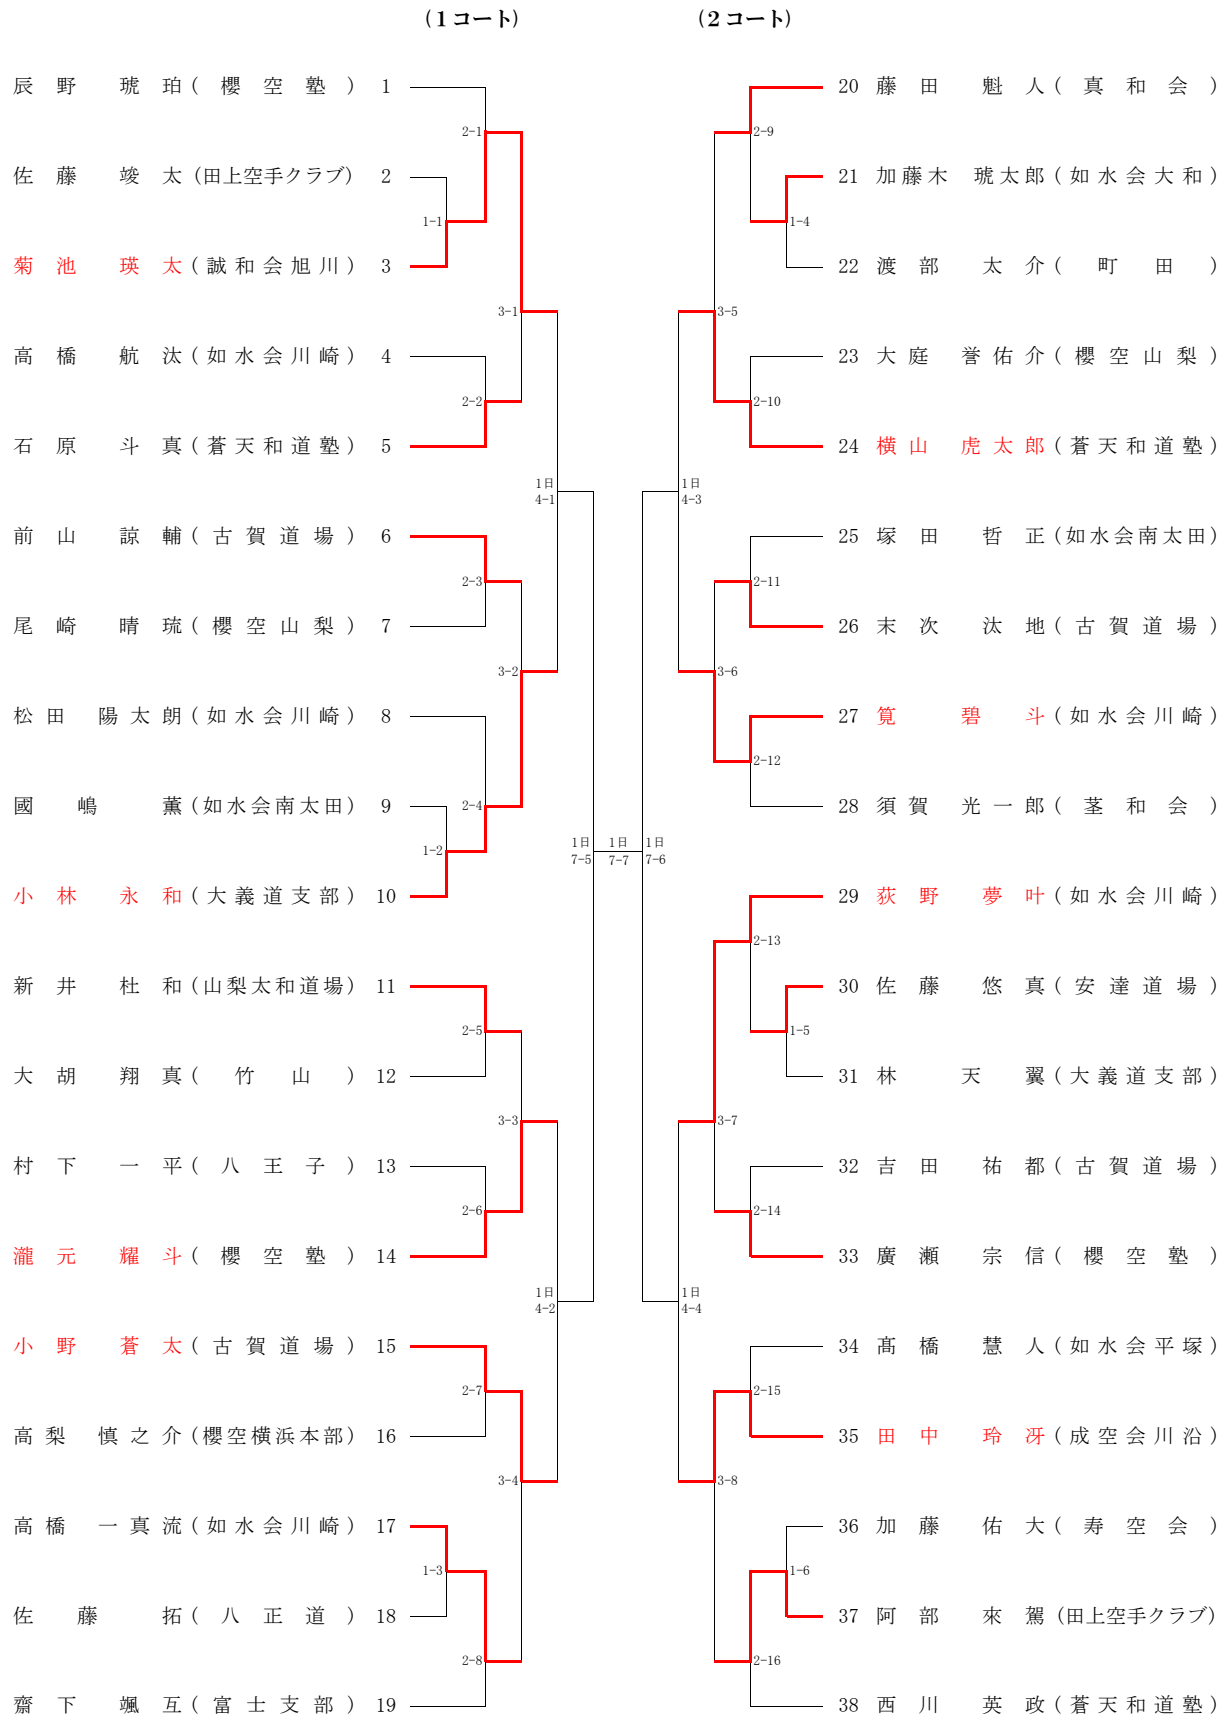 (１コート)
辰野 琥珀(櫻空塾) 1
佐藤 竣太(田上空手クラブ) 2
菊池 瑛太(誠和会旭川) 3
高橋 航汰(如水会川崎) 4
石原 斗真(蒼天和道塾) 5
前山 諒輔(古賀道場) 6
尾崎 晴琉(櫻空山梨) 7
松田 陽太朗(如水会川崎) 8
國嶋 薫(如水会南太田) 9
小林 永和(大義道支部) 10
新井 杜和(山梨太和道場) 11
大胡 翔真(竹山) 12
村下 一平(八王子) 13
瀧元 耀斗(櫻空塾) 14
小野 蒼太(古賀道場) 15
高梨 慎之介(櫻空横浜本部) 16
高橋 一真流(如水会川崎) 17
佐藤 拓(八正道) 18
齋下 颯互(富士支部) 19
1-1
1-2
1-3
2-1
2-2
2-3
2-4
2-5
2-6
2-7
2-8
3-1
3-2
3-3
3-4
1日
4-1
1日
4-2
1日
7-5
1日
7-7
1日
7-6
(２コート)
20 藤田 魁人(真和会)
21 加藤木 琥太郎(如水会大和)
22 渡部 太介(町田)
23 大庭 誉佑介(櫻空山梨)
24 横山 虎太郎(蒼天和道塾)
25 塚田 哲正(如水会南太田)
26 末次 汰地(古賀道場)
27 筧 碧斗(如水会川崎)
28 須賀 光一郎(茎和会)
29 荻野 夢叶(如水会川崎)
30 佐藤 悠真(安達道場)
31 林 天翼(大義道支部)
32 吉田 祐都(古賀道場)
33 廣瀬 宗信(櫻空塾)
34 髙橋 慧人(如水会平塚)
35 田中 玲冴(成空会川沿)
36 加藤 佑大(寿空会)
37 阿部 來篤(田上空手クラブ)
38 西川 英政(蒼天和道塾)
2-9
1-4
3-5
2-10
1日
4-3
2-11
3-6
2-12
2-13
1-5
3-7
2-14
1日
4-4
2-15
3-8
1-6
2-16